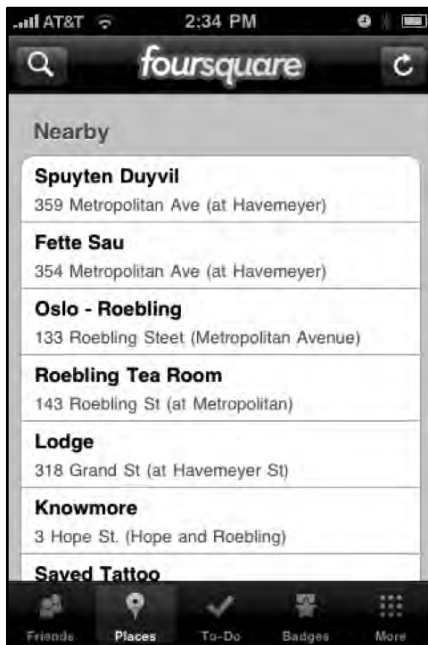 AT&T 2:34 PM
foursquare
Nearby
Spuyten Duyvil
359 Metropolitan Ave (at Havemeyer)
Fette Sau
354 Metropolitan Ave (at Havemeyer)
Oslo - Roebling
133 Roebling Steet (Metropolitan Avenue)
Roebling Tea Room
143 Roebling St (at Metropolitan)
Lodge
318 Grand St (at Havemeyer St)
Knowmore
3 Hope St. (Hope and Roebling)
Saved Tattoo
Friends Places To-Do Badges More